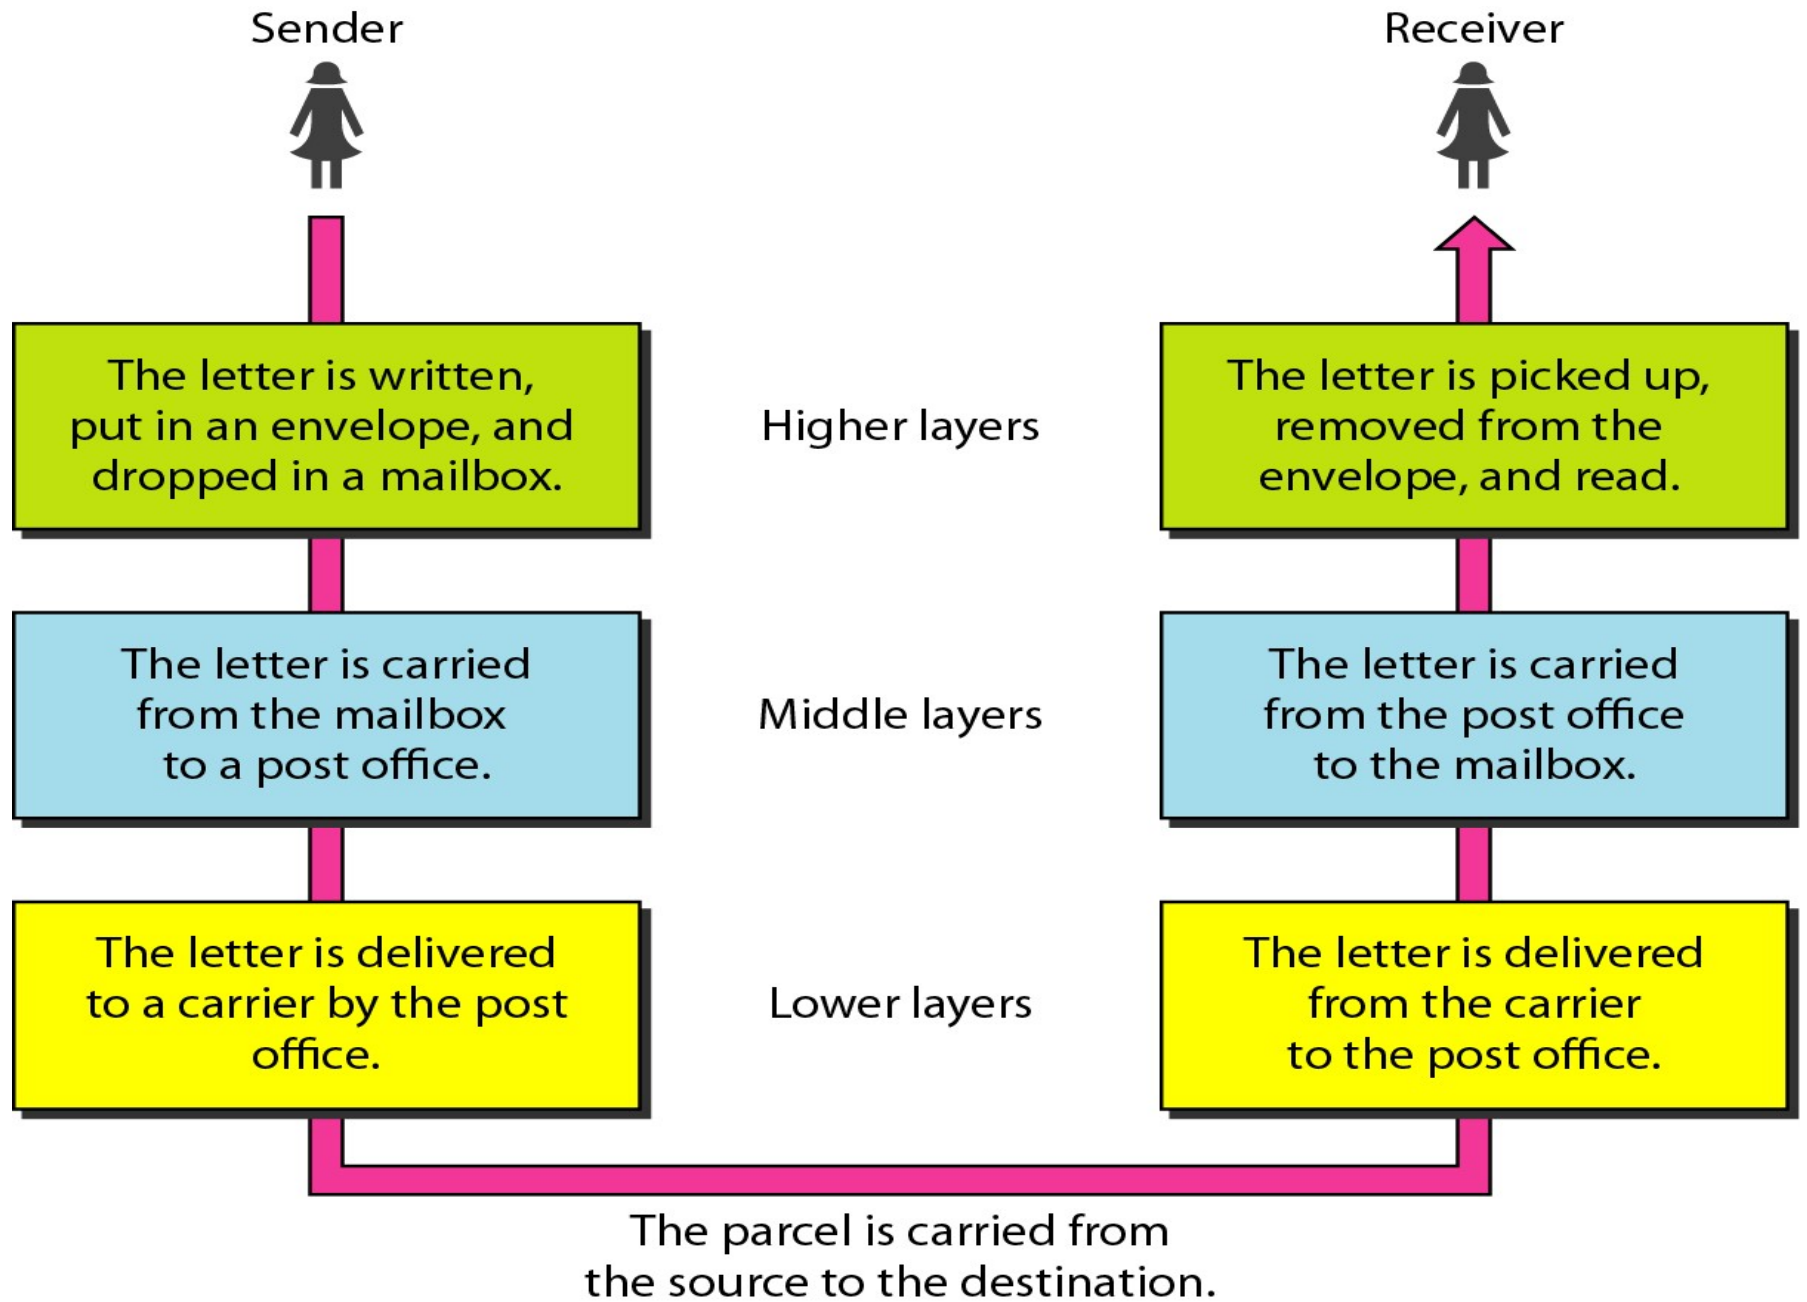 Sender
Receiver
The letter is written,
put in an envelope, and
dropped in a mailbox.
Higher layers
The letter is picked up,
removed from the
envelope, and read.
The letter is carried
from the mailbox
to a post office.
Middle layers
The letter is carried
from the post office
to the mailbox.
The letter is delivered
to a carrier by the post
office.
Lower layers
The letter is delivered
from the carrier
to the post office.
The parcel is carried from
the source to the destination.